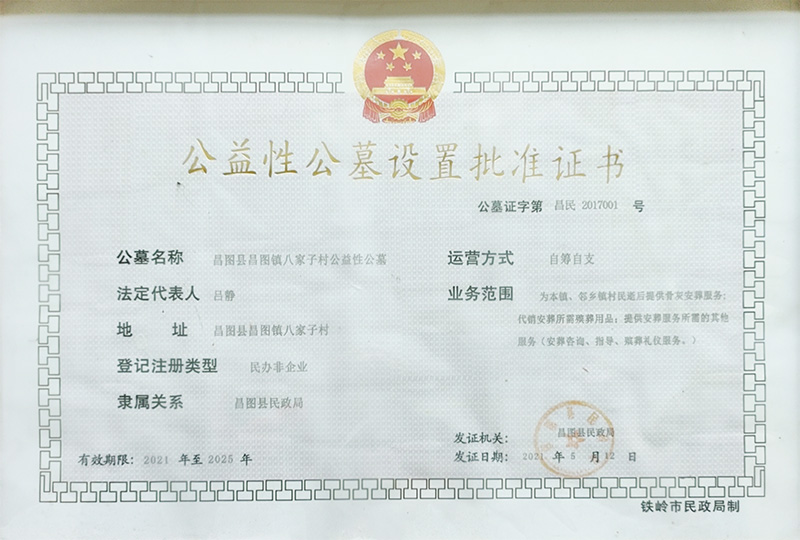 公益性公墓设置批准证书
公墓证字第 昌民 2017001 号
公墓名称 昌图县昌图镇八家子村公益性公墓
法定代表人 吕静
地 址 昌图县昌图镇八家子村
登记注册类型 民办非企业
隶属关系 昌图县民政局
运营方式 自筹自支
业务范围 为本镇、邻乡镇村民逝后提供骨灰安葬服务;
代销安葬所需殡葬用品;提供安葬服务所需的其他
服务(安葬咨询、指导、殡葬礼仪服务。)
发证机关: 昌图县民政局
发证日期: 2021 年 5 月 12 日
有效期限: 2021 年至 2025 年
铁岭市民政局制